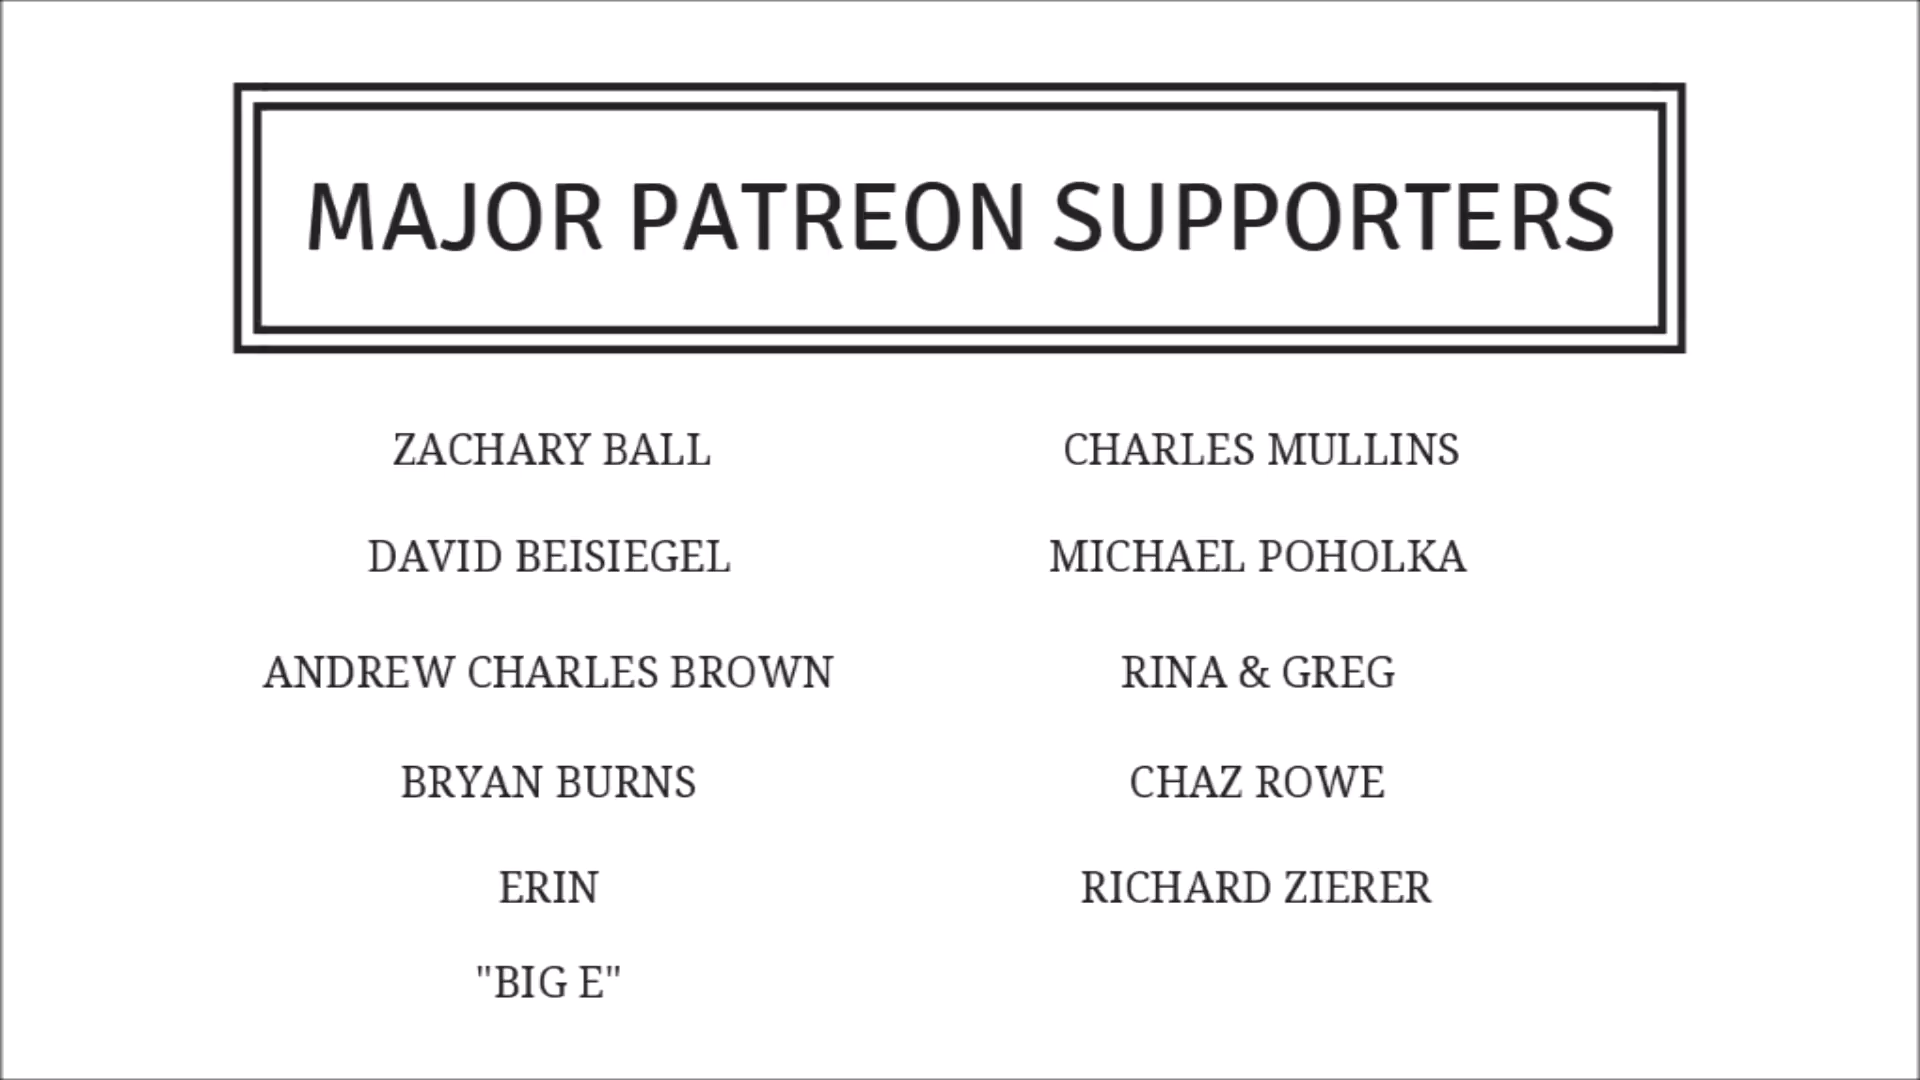 MAJOR PATREON SUPPORTERS
ZACHARY BALL
DAVID BEISIEGEL
ANDREW CHARLES BROWN
BRYAN BURNS
ERIN
"BIG E"
CHARLES MULLINS
MICHAEL POHOLKA
RINA & GREG
CHAZ ROWE
RICHARD ZIERER